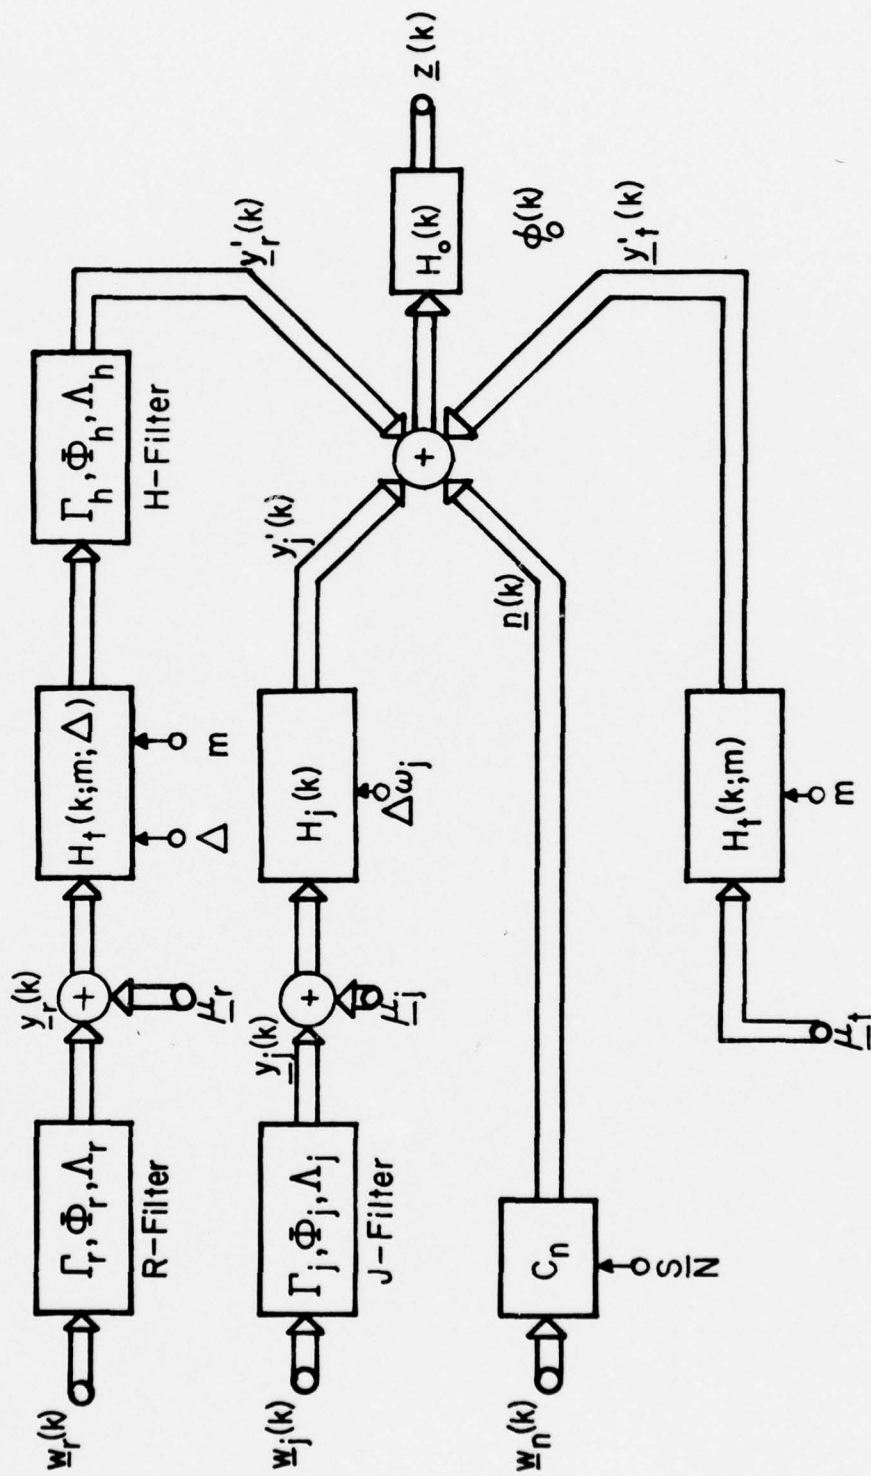 w_r(k)
Γ_r, Φ_r, Λ_r
R-Filter
y_r(k)
+
μ_r
H_t(k;m;Δ)
Δ
m
Γ_h, Φ_h, Λ_h
H-Filter
y'_r(k)
w_j(k)
Γ_j, Φ_j, Λ_j
J-Filter
y_j(k)
+
μ_j
H_j(k)
Δω_j
y_j'(k)
+
H_o(k)
z(k)
ϕ_o(k)
w_n(k)
C_n
S
N
n(k)
μ_t
H_t(k;m)
m
y'_t(k)